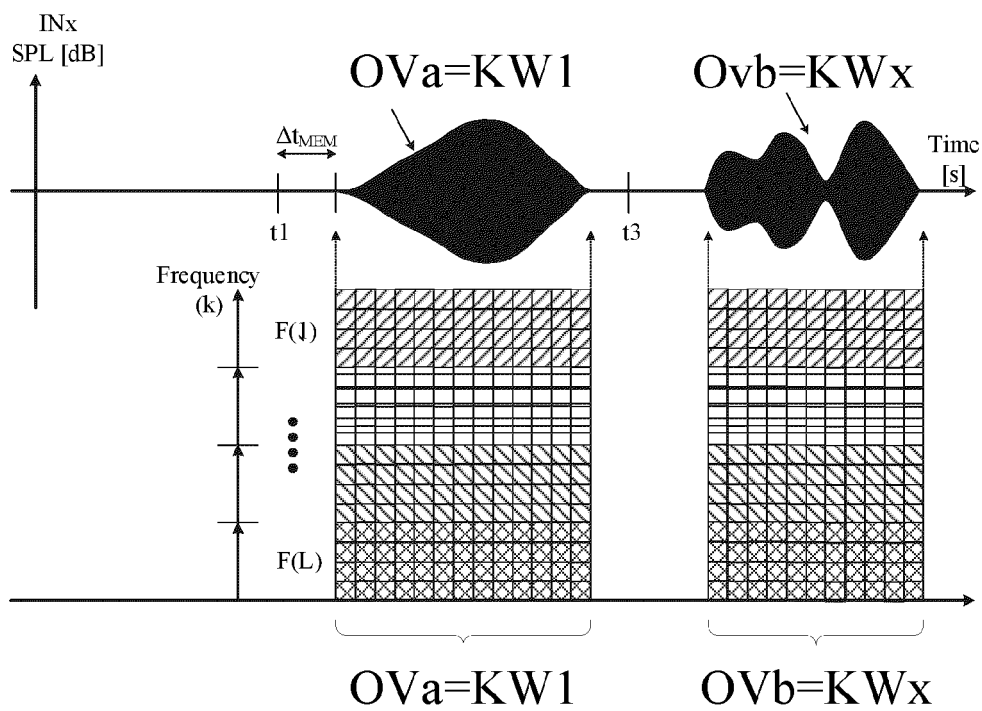 INx
SPL [dB]
OVa=KW1
Ovb=KWx
Δt_MEM
Time
[s]
t1
t3
Frequency
(k)
F(J)
F(L)
OVa=KW1
OVb=KWx